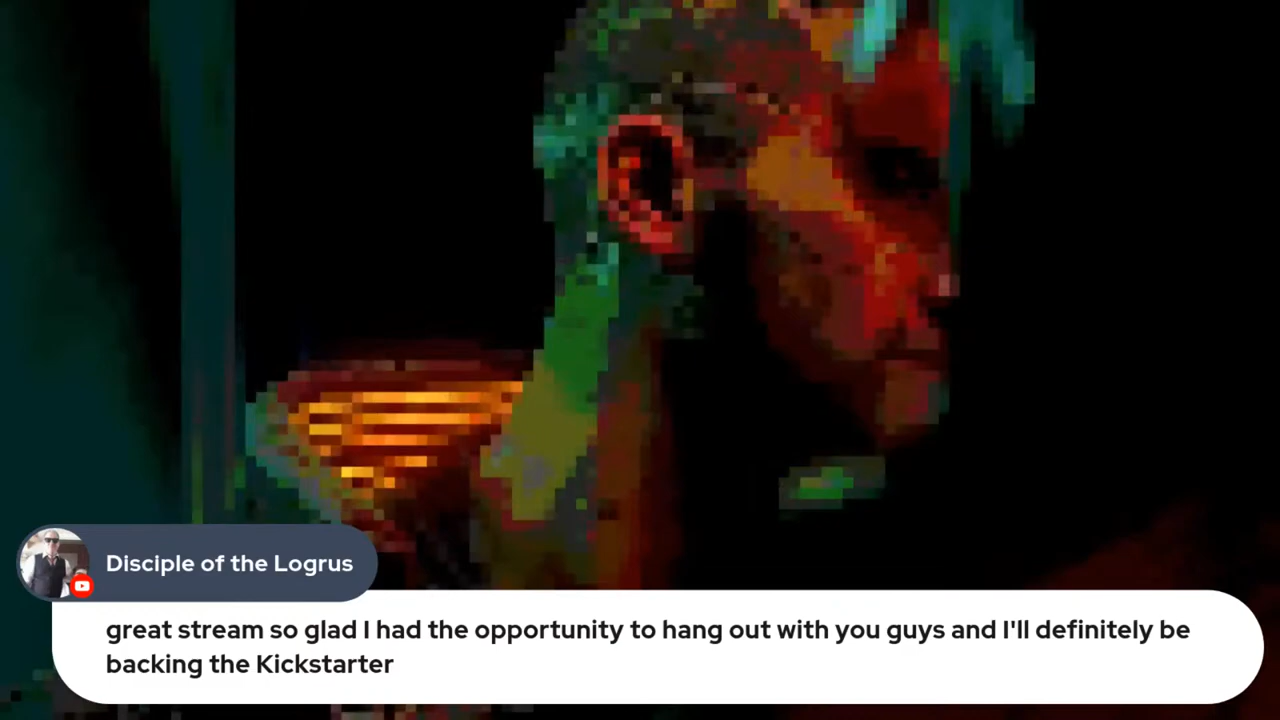 Disciple of the Logrus
great stream so glad I had the opportunity to hang out with you guys and I'll definitely be
backing the Kickstarter